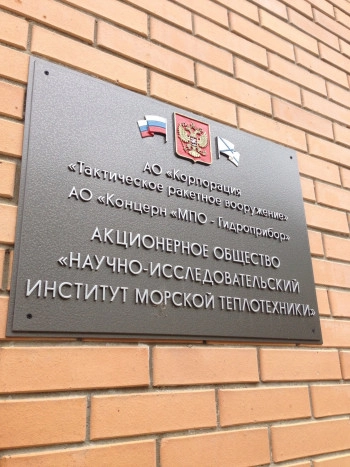 АО «Корпорация
«Тактическое ракетное вооружение»
АО «Концерн «МПО - Гидроприбор»
АКЦИОНЕРНОЕ ОБЩЕСТВО
«НАУЧНО-ИССЛЕДОВАТЕЛЬСКИЙ
ИНСТИТУТ МОРСКОЙ ТЕПЛОТЕХНИКИ»